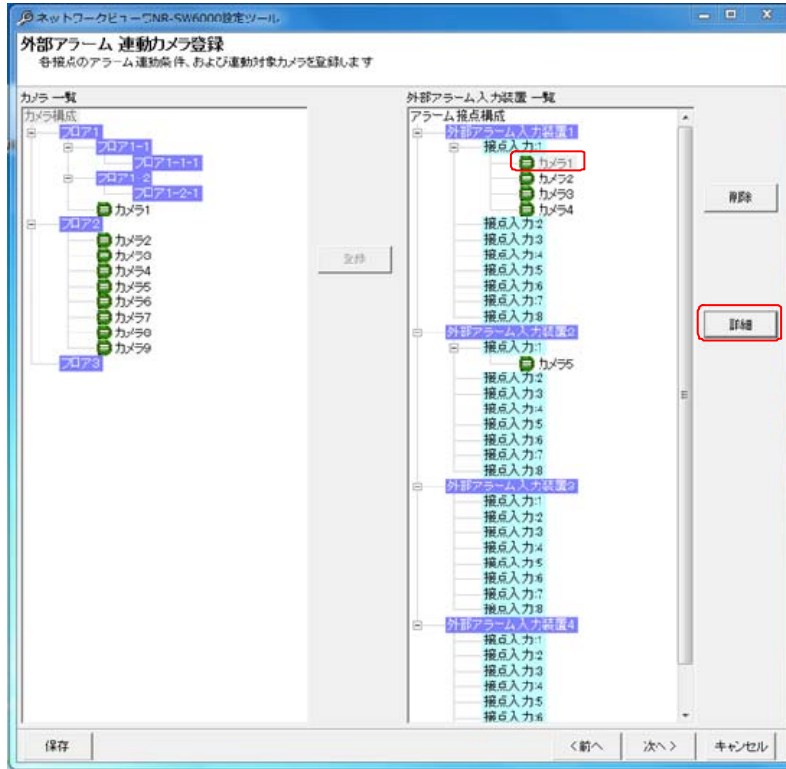 ネットワークビューワNR-SW6000設定ツール
外部アラーム 連動カメラ登録
各接点のアラーム連動条件、および連動対象カメラを登録します
カメラ 一覧
カメラ構成
フロア1
フロア1-1
フロア1-1-1
フロア1-2
フロア1-2-1
カメラ1
フロア2
カメラ2
カメラ3
カメラ4
カメラ5
カメラ6
カメラ7
カメラ8
カメラ9
フロア3
登録
外部アラーム入力装置 一覧
アラーム接点構成
外部アラーム入力装置1
接点入力:1
カメラ1
カメラ2
カメラ3
カメラ4
接点入力:2
接点入力:3
接点入力:4
接点入力:5
接点入力:6
接点入力:7
接点入力:8
外部アラーム入力装置2
接点入力:1
カメラ5
接点入力:2
接点入力:3
接点入力:4
接点入力:5
接点入力:6
接点入力:7
接点入力:8
外部アラーム入力装置3
接点入力:1
接点入力:2
接点入力:3
接点入力:4
接点入力:5
接点入力:6
接点入力:7
接点入力:8
外部アラーム入力装置4
接点入力:1
接点入力:2
接点入力:3
接点入力:4
接点入力:5
接点入力:6
削除
詳細
保存
<前へ
次へ>
キャンセル